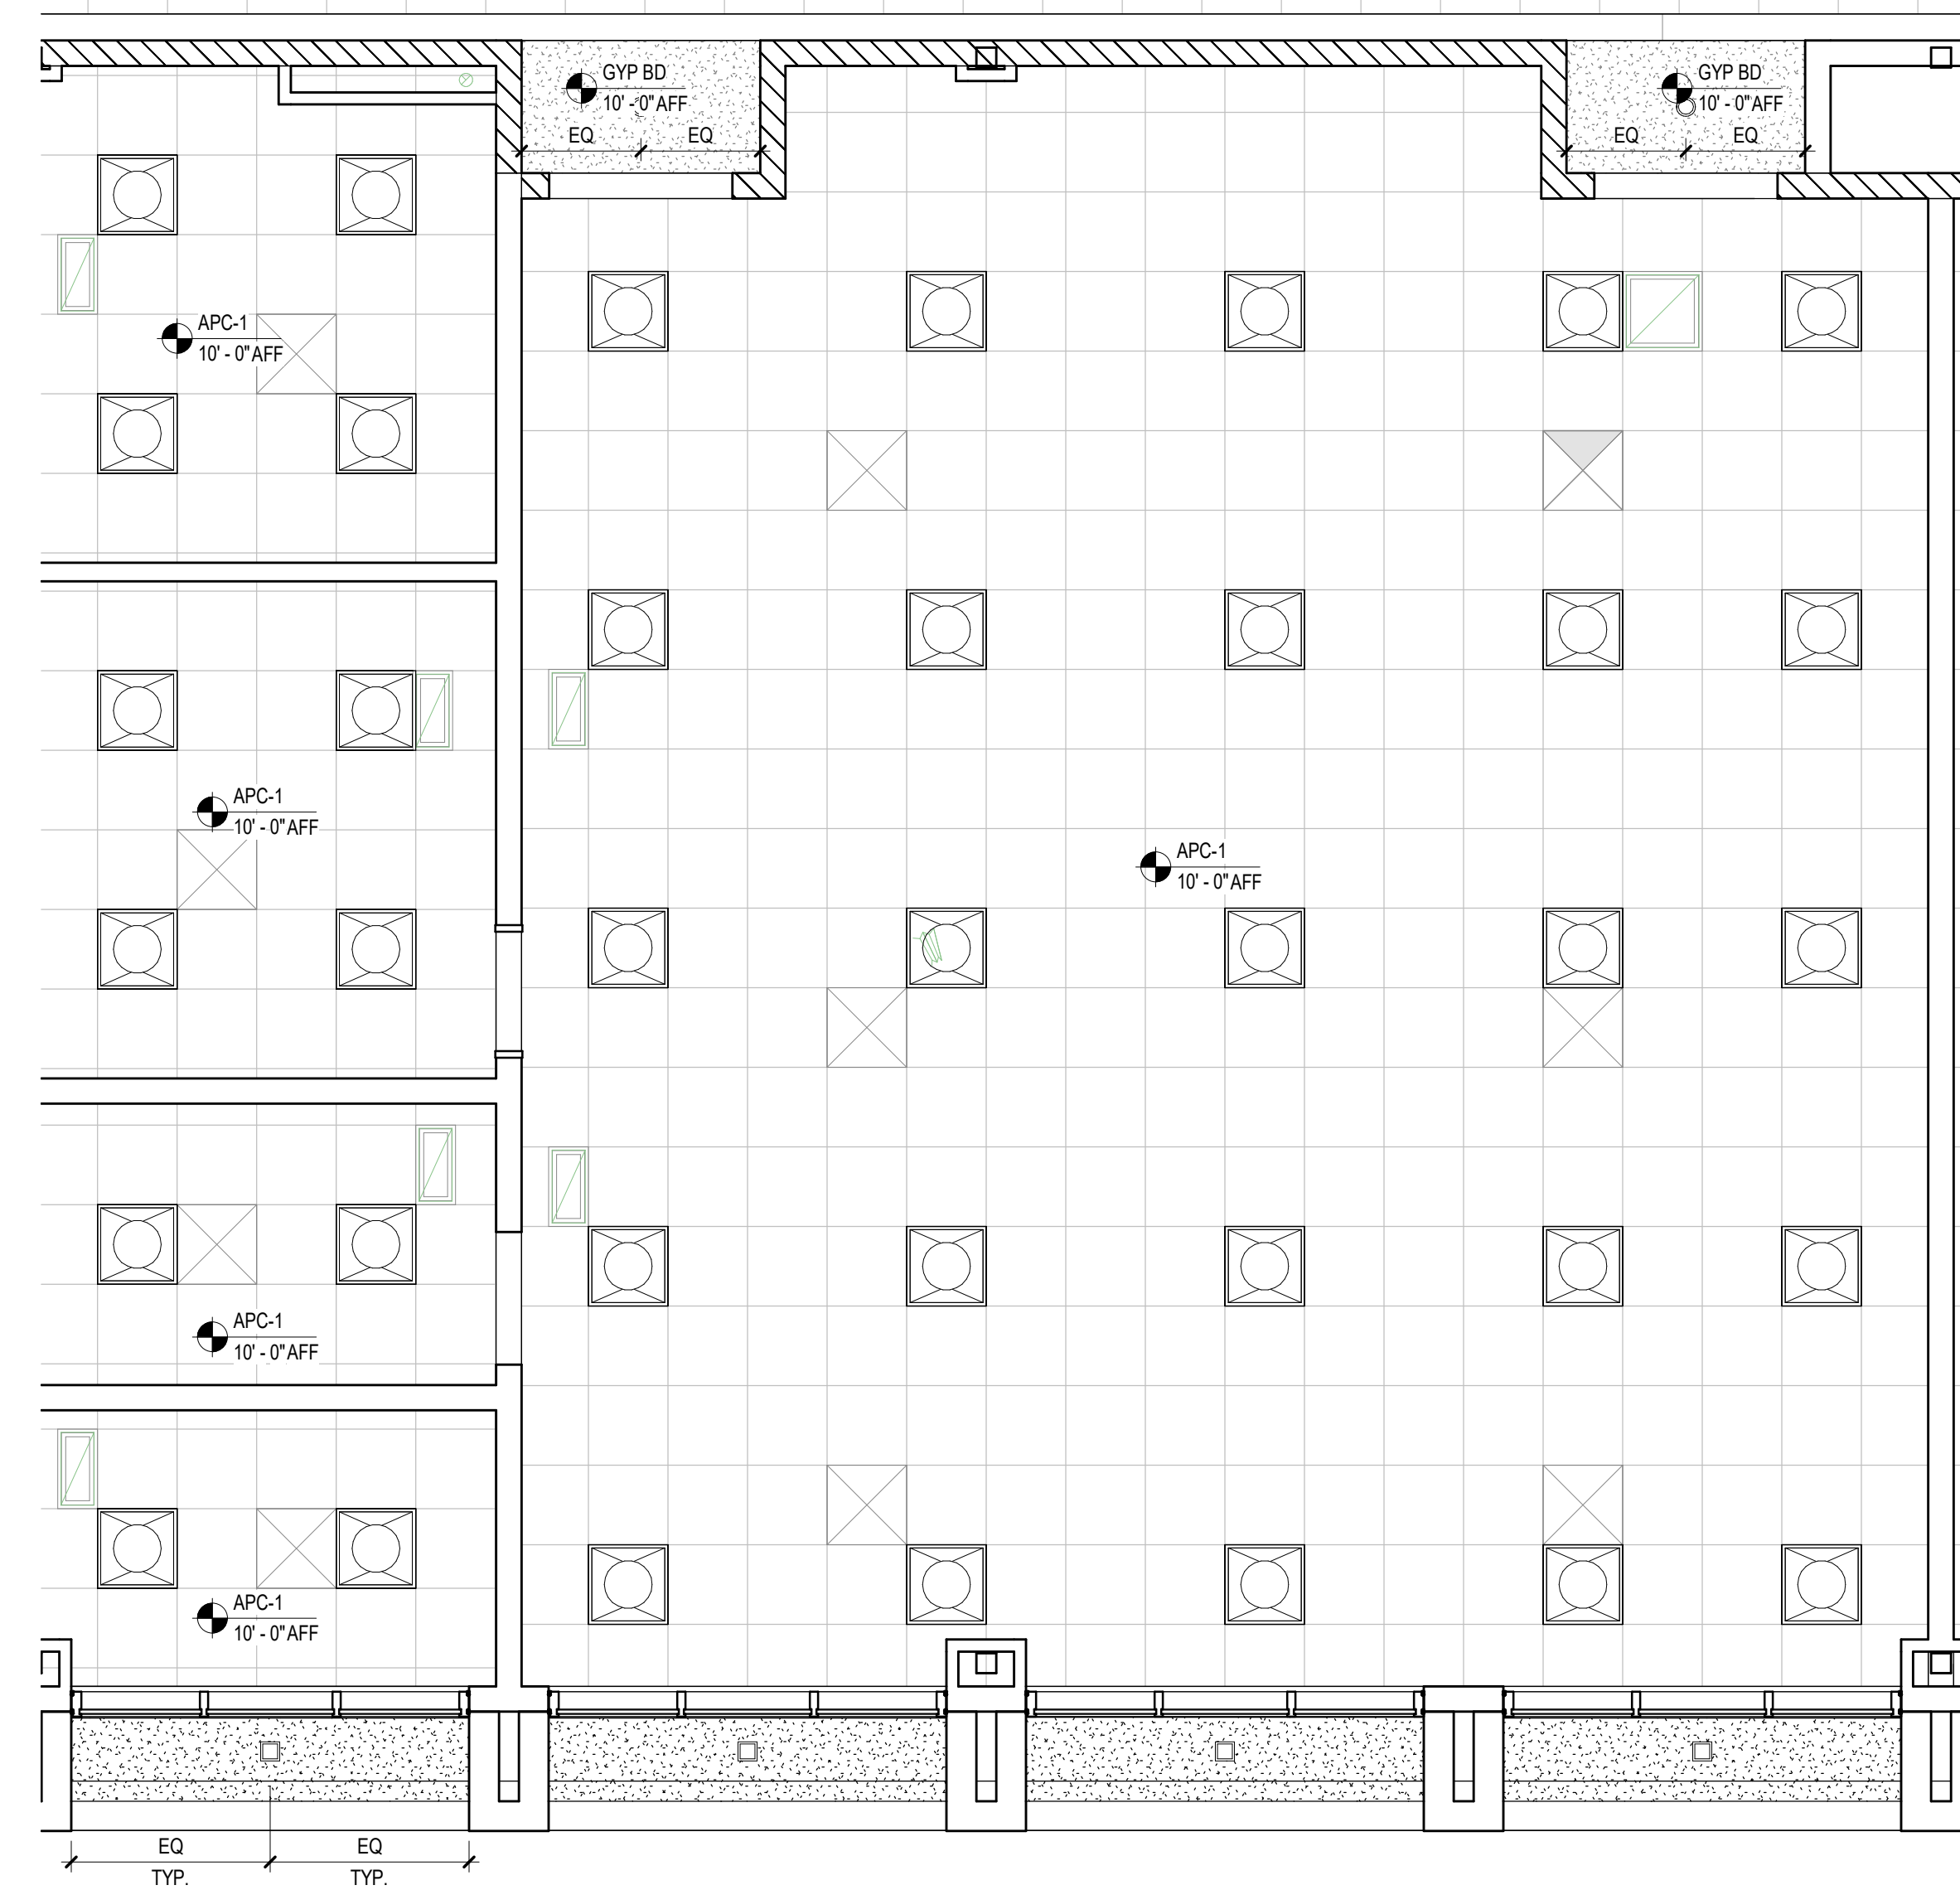 GYP BD
10' - 0" AFF
EQ EQ
GYP BD
10' - 0" AFF
EQ EQ
APC-1
10' - 0" AFF
APC-1
10' - 0" AFF
APC-1
10' - 0" AFF
APC-1
10' - 0" AFF
APC-1
10' - 0" AFF
EQ EQ
TYP. TYP.